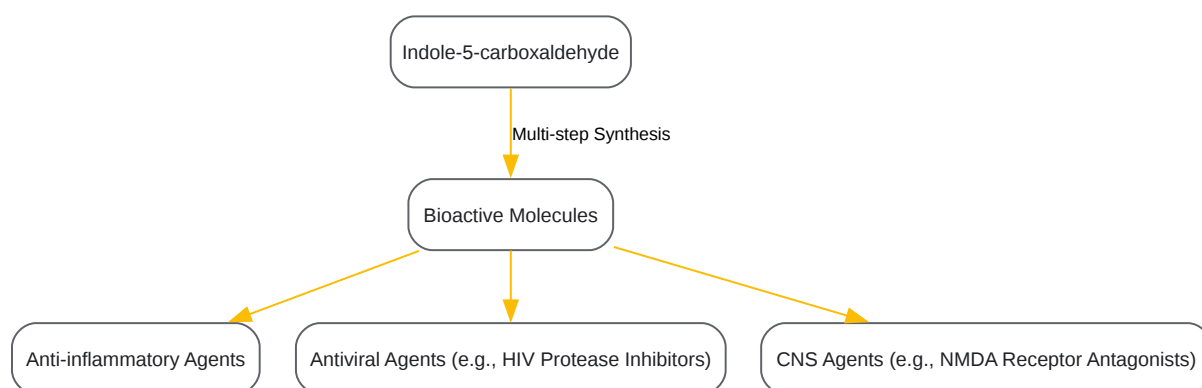 Indole-5-carboxaldehyde
Multi-step Synthesis
Bioactive Molecules
Anti-inflammatory Agents
Antiviral Agents (e.g., HIV Protease Inhibitors)
CNS Agents (e.g., NMDA Receptor Antagonists)